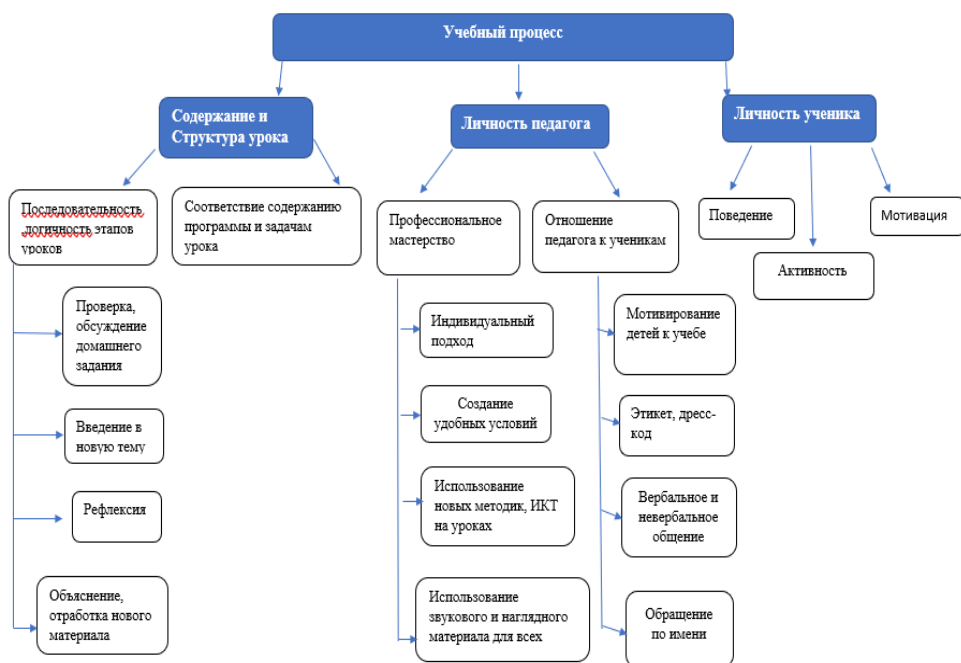 Учебный процесс
Содержание и
Структура урока
Личность педагога
Личность ученика
Последовательность
,логичность этапов
уроков
Соответствие содержанию
программы и задачам
урока
Профессиональное
мастерство
Отношение
педагога к ученикам
Поведение
Мотивация
Активность
Проверка,
обсуждение
домашнего
задания
Введение в
новую тему
Рефлексия
Объяснение,
отработка нового
материала
Индивидуальный
подход
Создание
удобных условий
Использование
новых методик, ИКТ
на уроках
Использование
звукового и наглядного
материала для всех
Мотивирование
детей к учебе
Этикет, дресс-
код
Вербальное и
невербальное
общение
Обращение
по имени